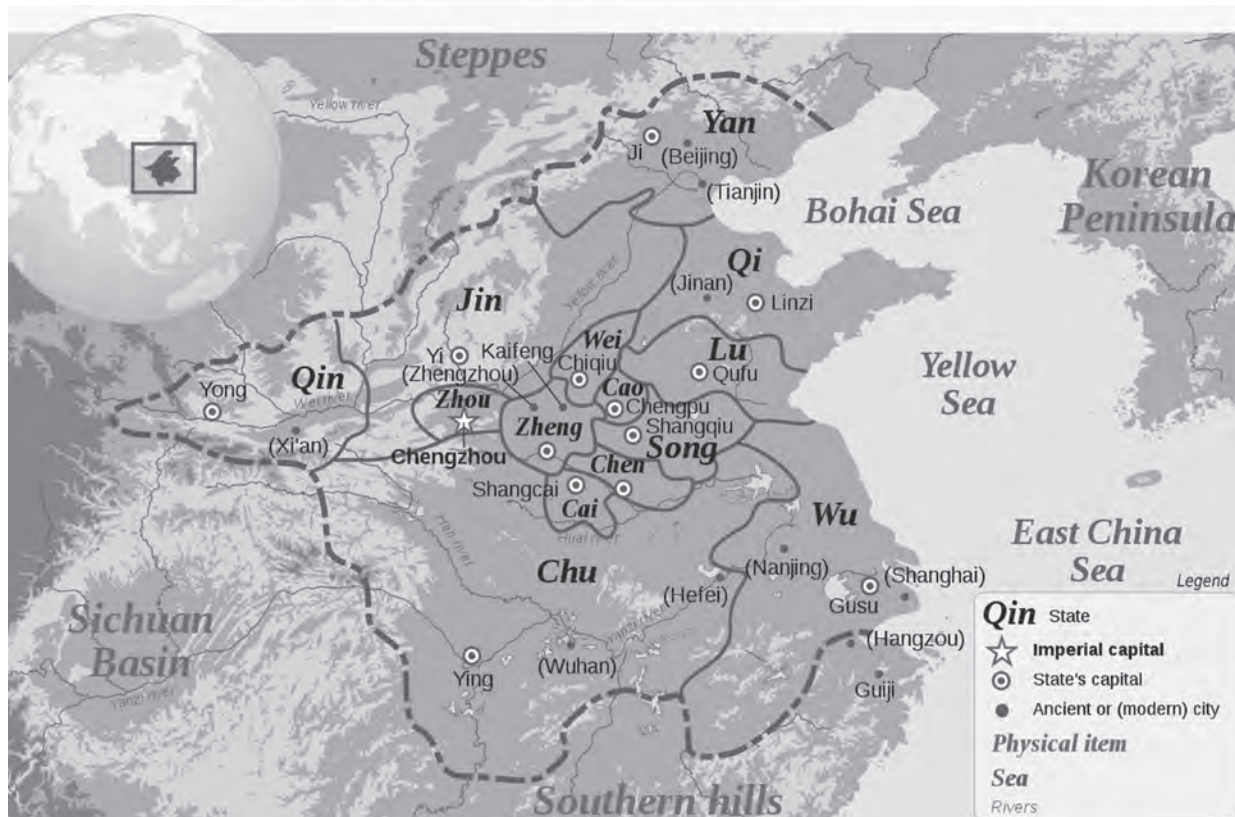 Steppes
Yellow river
Yan
Ji
(Beijing)
(Tianjin)
Bohai Sea
Korean
Peninsula
Qi
(Jinan)
Linzi
Yellow river
Jin
Wei
Lu
Yi
Kaifeng
Chiqiu
Qufu
(Zhengzhou)
Yellow
Sea
Yong
Qin
Wei river
Zhou
Cao
Chengpu
(Xi'an)
Zheng
Shangqiu
Song
Chengzhou
Chen
Shangcai
Cai
Wu
Huai river
Han river
East China
Sea
Chu
(Nanjing)
(Shanghai)
(Hefei)
Gusu
Sichuan
Basin
Yanzi river
(Hangzou)
(Wuhan)
Ying
Guiji
Yanzi river
Southern hills
Legend
Qin State
Imperial capital
State's capital
Ancient or (modern) city
Physical item
Sea
Rivers